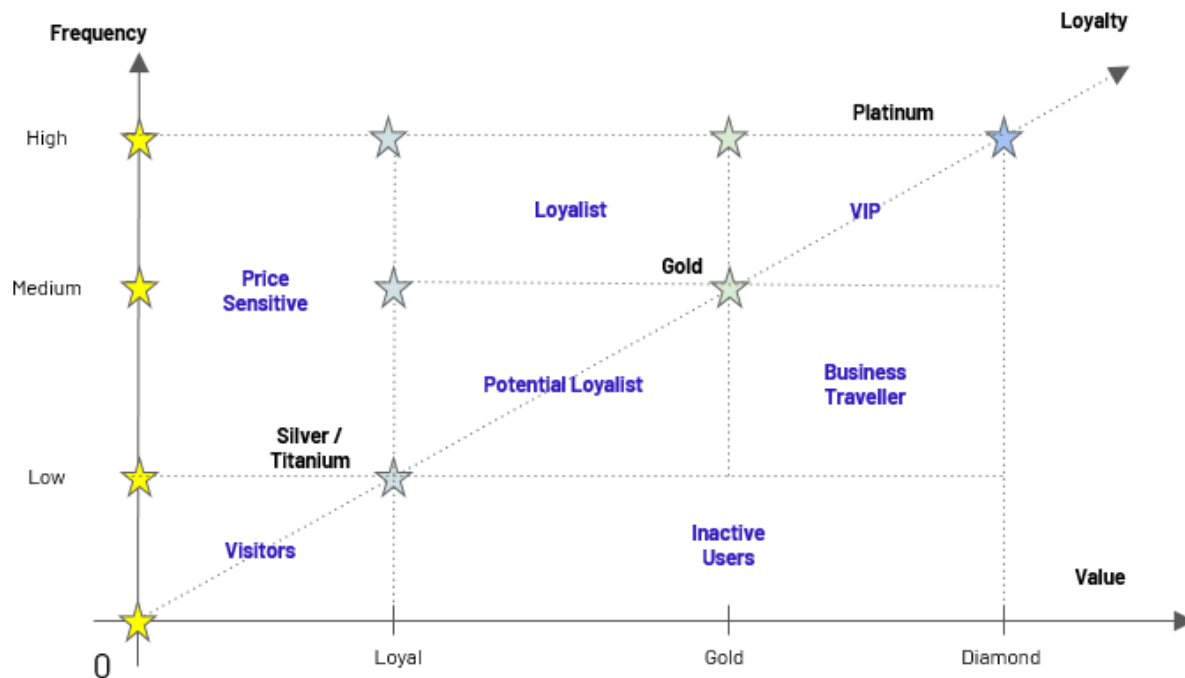 Frequency
Loyalty
Platinum
High
Loyalist
VIP
Gold
Medium
Price
Sensitive
Potential Loyalist
Business
Traveller
Silver /
Titanium
Low
Visitors
Inactive
Users
Value
0
Loyal
Gold
Diamond